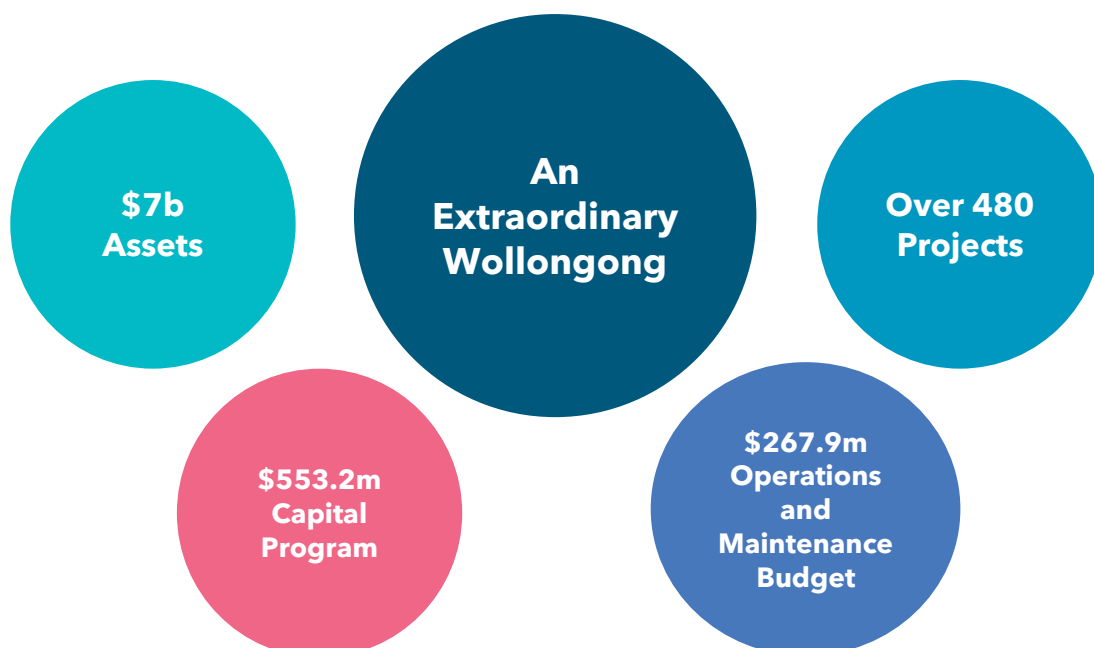 An
Extraordinary
Wollongong
$7b
Assets
Over 480
Projects
$553.2m
Capital
Program
$267.9m
Operations
and
Maintenance
Budget